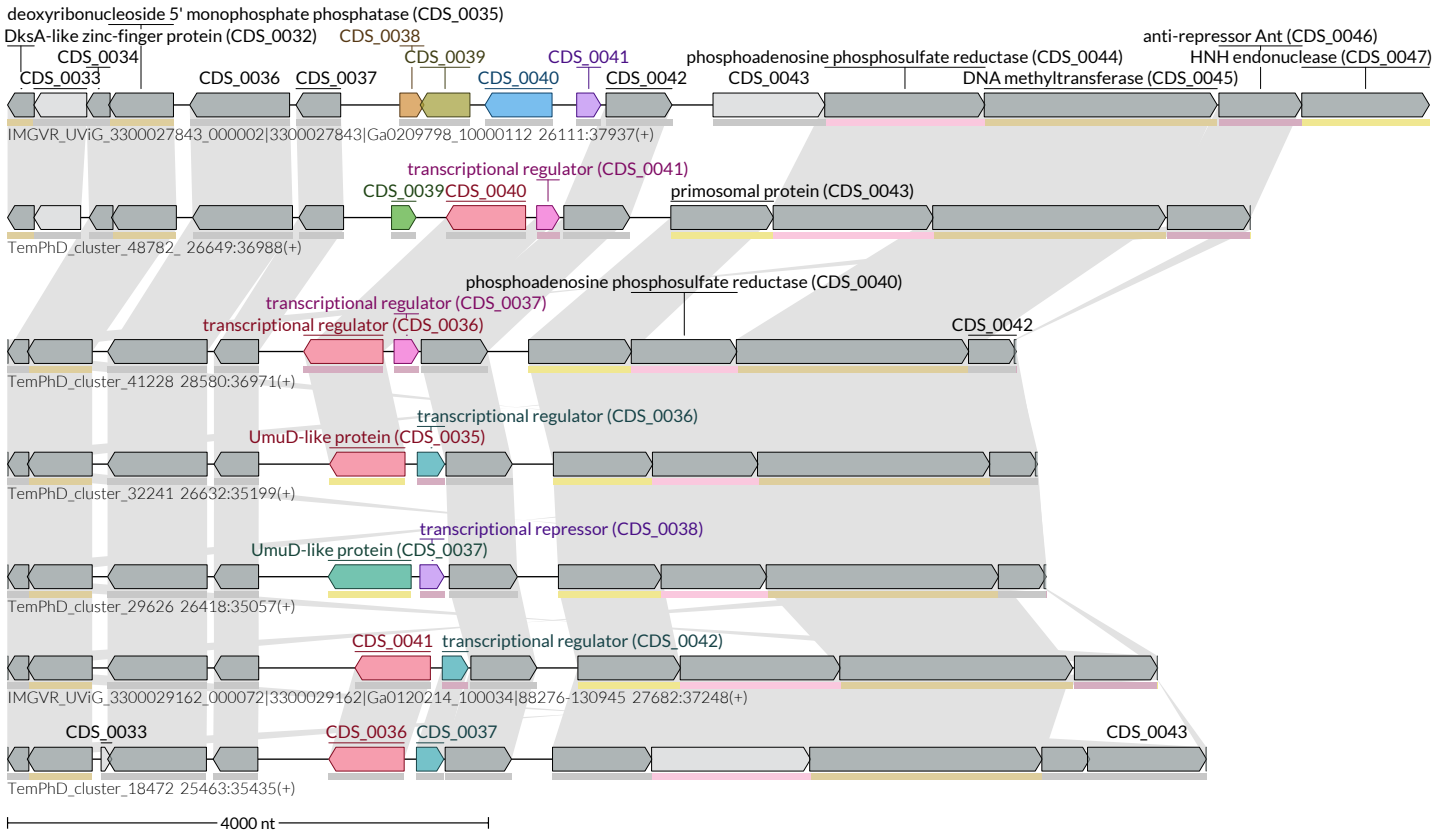 deoxyribonucleoside 5' monophosphate phosphatase (CDS_0035)
DksA-like zinc-finger protein (CDS_0032) CDS_0038 anti-repressor Ant (CDS_0046)
CDS_0034 CDS_0039 CDS_0041 phosphoadenosine phosphosulfate reductase (CDS_0044) HNH endonuclease (CDS_0047)
CDS_0033 CDS_0036 CDS_0037 CDS_0040 CDS_0042 CDS_0043 DNA methyltransferase (CDS_0045)
IMGVR_UViG_3300027843_000002|3300027843|Ga0209798_10000112 26111:37937(+)
transcriptional regulator (CDS_0041)
CDS_0039 CDS_0040 primosomal protein (CDS_0043)
TemPhD_cluster_48782_ 26649:36988(+)
phosphoadenosine phosphosulfate reductase (CDS_0040)
transcriptional regulator (CDS_0037)
transcriptional regulator (CDS_0036) CDS_0042
TemPhD_cluster_41228 28580:36971(+)
transcriptional regulator (CDS_0036)
UmuD-like protein (CDS_0035)
TemPhD_cluster_32241 26632:35199(+)
transcriptional repressor (CDS_0038)
UmuD-like protein (CDS_0037)
TemPhD_cluster_29626 26418:35057(+)
CDS_0041 transcriptional regulator (CDS_0042)
IMGVR_UViG_3300029162_000072|3300029162|Ga0120214_100034|88276-130945 27682:37248(+)
CDS_0033 CDS_0036 CDS_0037 CDS_0043
TemPhD_cluster_18472 25463:35435(+)
4000 nt